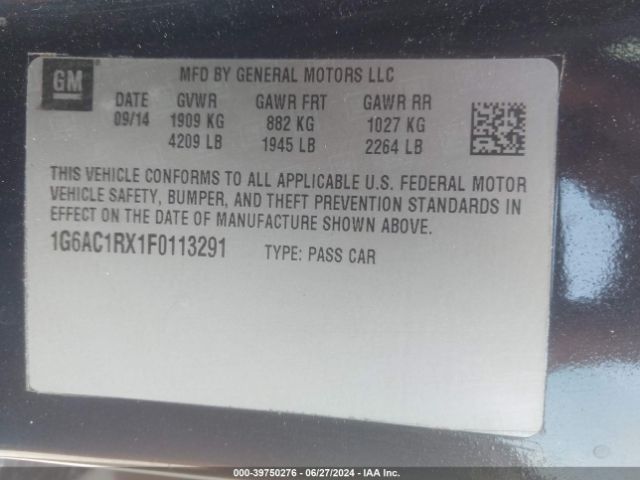 GM
MFD BY GENERAL MOTORS LLC
DATE GVWR GAWR FRT GAWR RR
09/14 1909 KG 882 KG 1027 KG
4209 LB 1945 LB 2264 LB
THIS VEHICLE CONFORMS TO ALL APPLICABLE U.S. FEDERAL MOTOR
VEHICLE SAFETY, BUMPER, AND THEFT PREVENTION STANDARDS IN
EFFECT ON THE DATE OF MANUFACTURE SHOWN ABOVE.
1G6AC1RX1F0113291 TYPE: PASS CAR
000-39750276 - 06/27/2024 - IAA Inc.